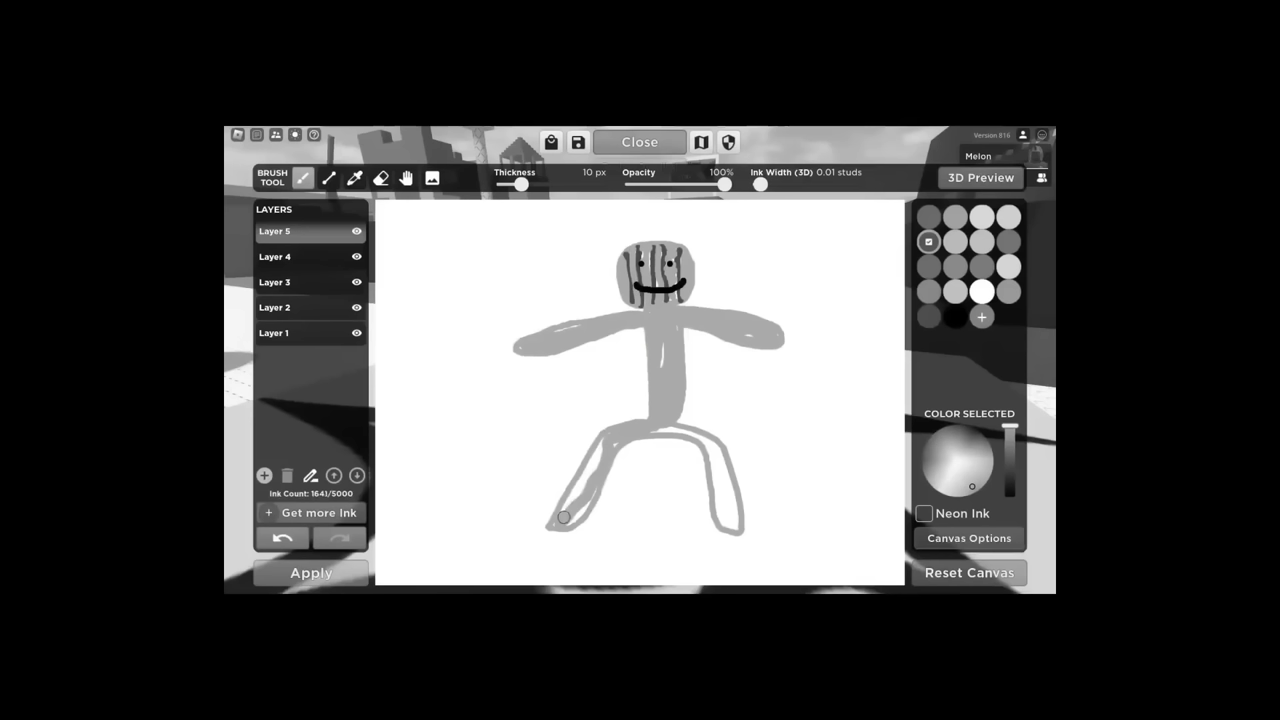 Close
Version 816
Melon
BRUSH
TOOL
Thickness 10 px
Opacity 100%
Ink Width (3D) 0.01 studs
3D Preview
LAYERS
Layer 5
Layer 4
Layer 3
Layer 2
Layer 1
Ink Count: 1641/5000
+ Get more Ink
Apply
COLOR SELECTED
Neon Ink
Canvas Options
Reset Canvas